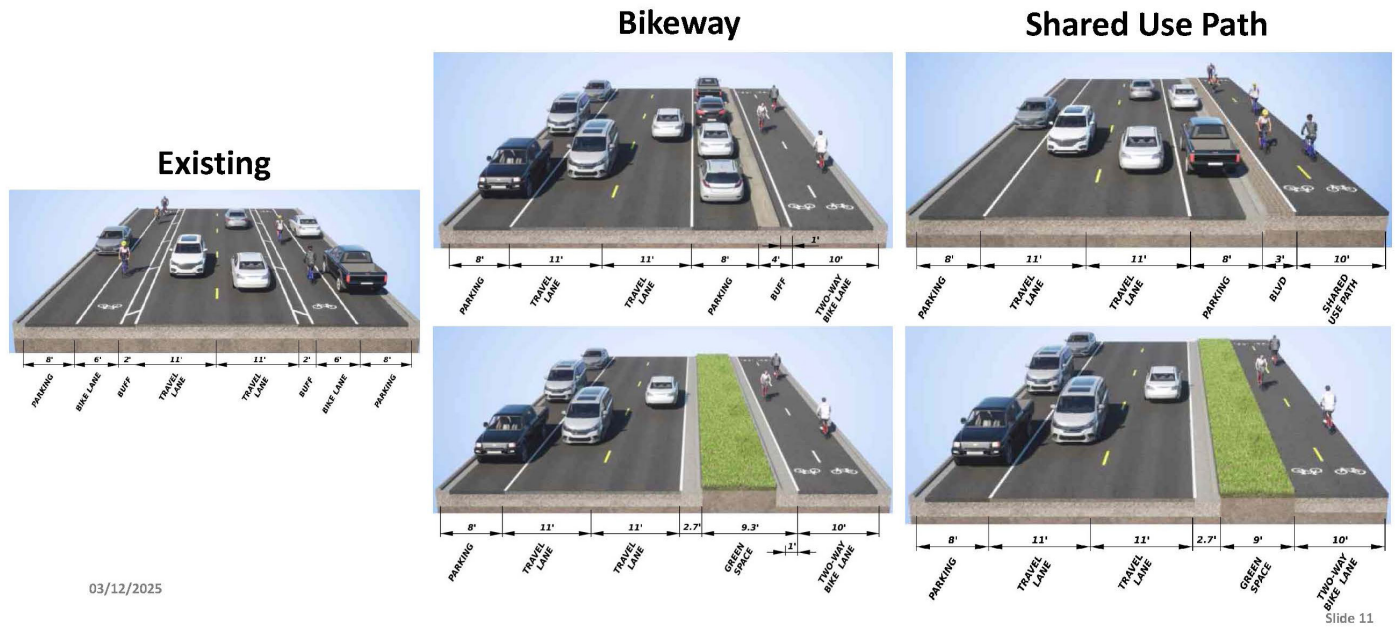 Existing
8'
6'
2'
11'
11'
2'
6'
8'
PARKING
BIKE LANE
BUFF
TRAVEL
LANE
TRAVEL
LANE
BUFF
BIKE LANE
PARKING
Bikeway
1'
8'
11'
11'
8'
4'
10'
PARKING
TRAVEL
LANE
TRAVEL
LANE
PARKING
BUFF
TWO-WAY
BIKE LANE
8'
11'
11'
2.7'
9.3'
10'
1'
PARKING
TRAVEL
LANE
TRAVEL
LANE
GREEN
SPACE
TWO-WAY
BIKE LANE
Shared Use Path
8'
11'
11'
8'
3'
10'
PARKING
TRAVEL
LANE
TRAVEL
LANE
PARKING
BLVD
SHARED
USE PATH
8'
11'
11'
2.7'
9'
10'
PARKING
TRAVEL
LANE
TRAVEL
LANE
GREEN
SPACE
TWO-WAY
BIKE LANE
03/12/2025
Slide 11